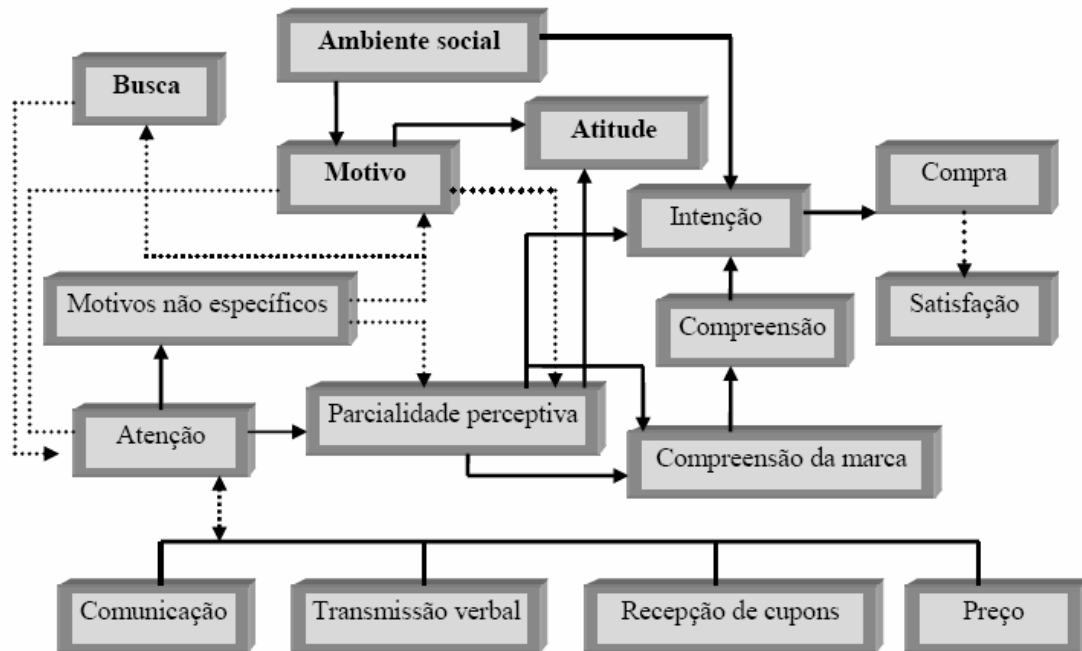 Ambiente social
Busca
Atitude
Motivo
Compra
Intenção
Motivos não específicos
Satisfação
Compreensão
Parcialidade perceptiva
Atenção
Compreensão da marca
Comunicação
Transmissão verbal
Recepção de cupons
Preço